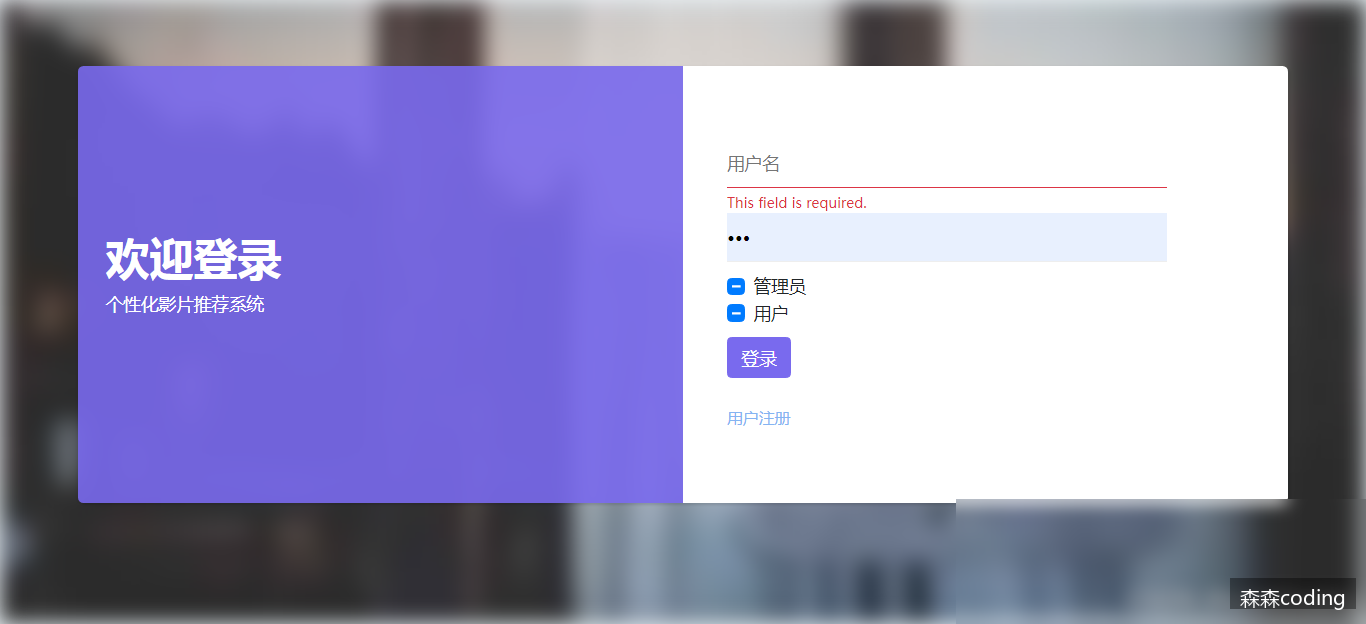 欢迎登录
个性化影片推荐系统
用户名
This field is required.
•••
管理员
用户
登录
用户注册
森森coding